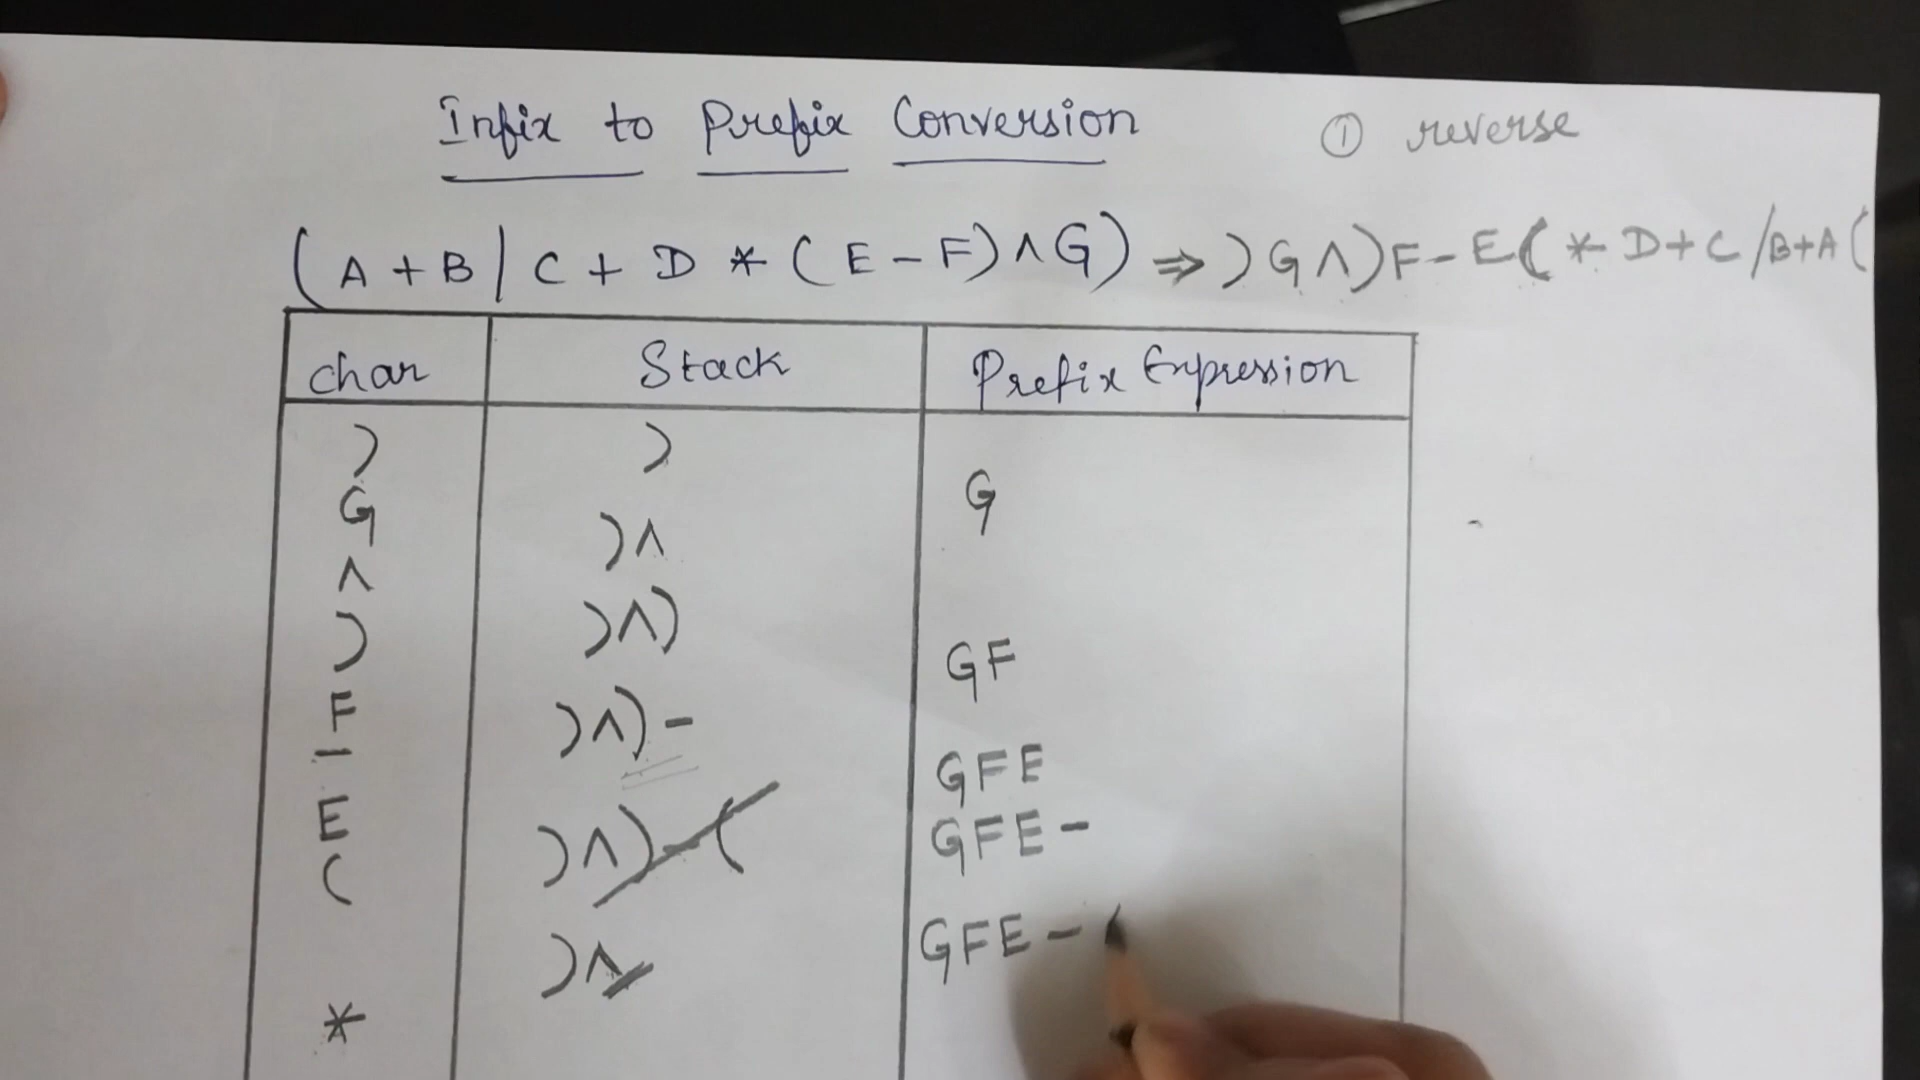 Infix to Prefix Conversion ① reverse
(A+B/C+D*(E-F)^G) ⇒ )G^)F-E(*D+C/B+A(
char Stack Prefix Expression
) )
G G
^ )^
) )^)
F GF
- )^)-
E GFE
( )^)-( GFE-
)^ GFE-
*